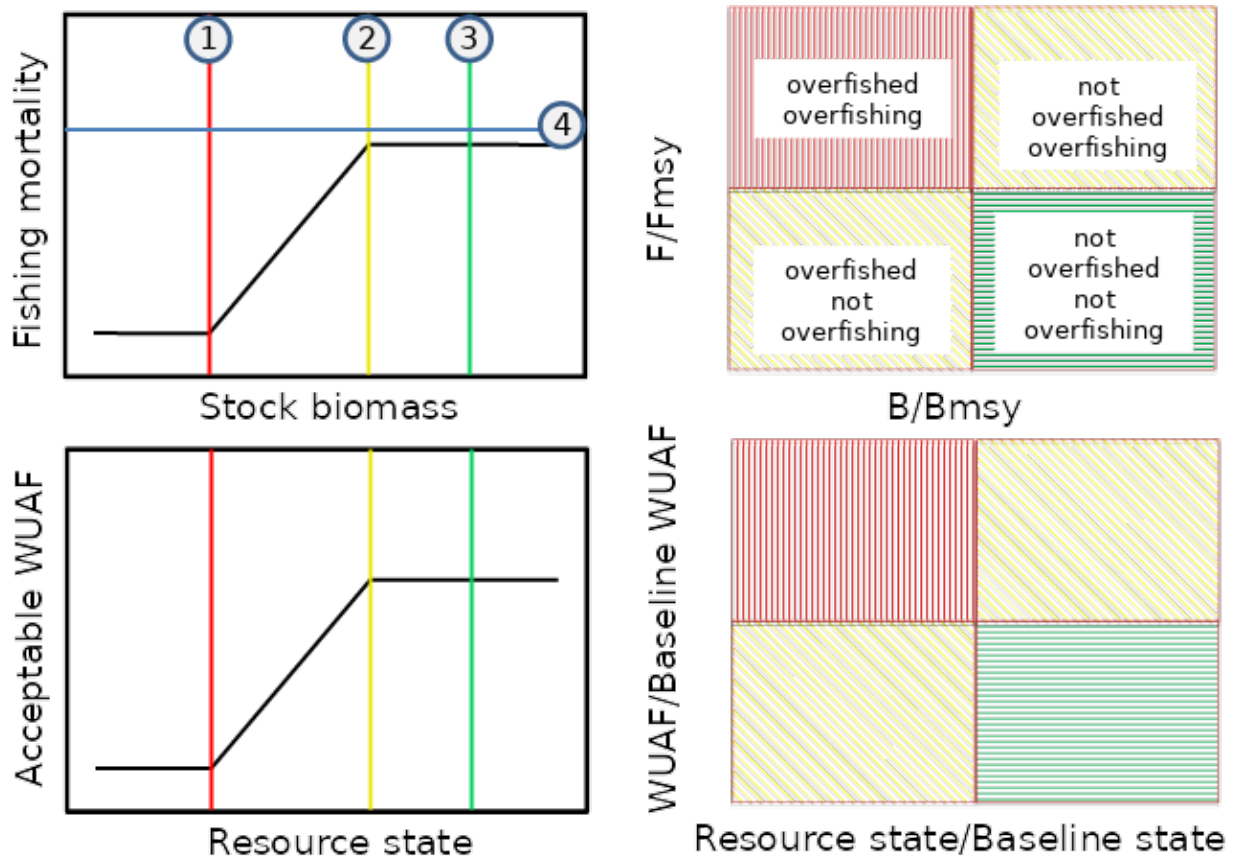 1
2
3
4
Fishing mortality
Stock biomass
overfished
overfishing
not
overfished
overfishing
overfished
not
overfishing
not
overfished
not
overfishing
F/Fmsy
B/Bmsy
Acceptable WUAF
Resource state
WUAF/Baseline WUAF
Resource state/Baseline state